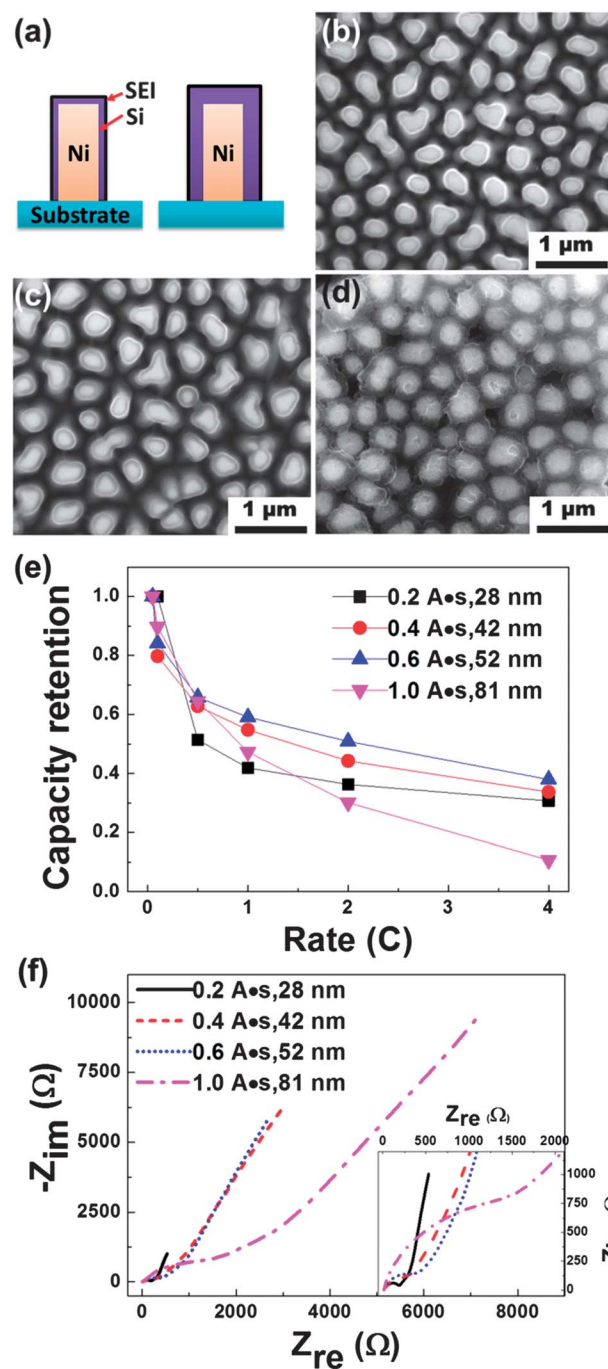 (a)
SEI
Si
Ni
Ni
Substrate
(b)
1 µm
(c)
1 µm
(d)
1 µm
(e)
Capacity retention
1.0
0.8
0.6
0.4
0.2
0.0
0.2 A•s,28 nm
0.4 A•s,42 nm
0.6 A•s,52 nm
1.0 A•s,81 nm
0 1 2 3 4
Rate (C)
(f)
-Zim (Ω)
10000
7500
5000
2500
0
0.2 A•s,28 nm
0.4 A•s,42 nm
0.6 A•s,52 nm
1.0 A•s,81 nm
Zre (Ω)
0 500 1000 1500 2000
1000
750
500
250
0
0 2000 4000 6000 8000
Zre (Ω)